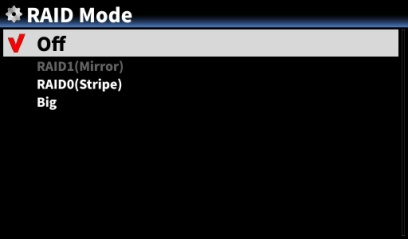 RAID Mode
Off
RAID1(Mirror)
RAID0(Stripe)
Big